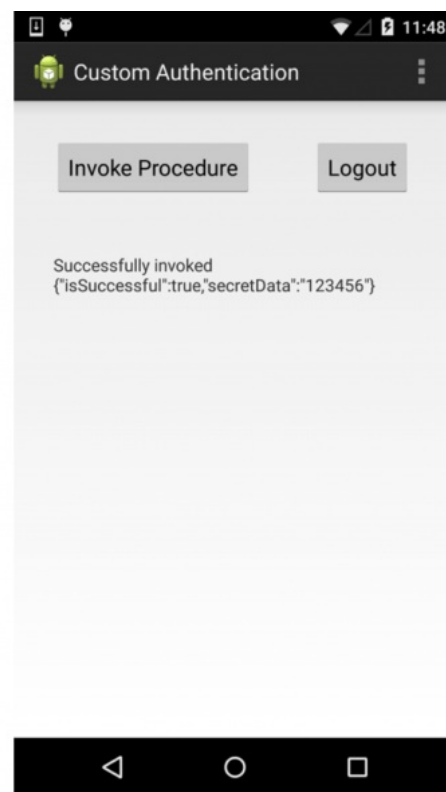 11:48
Custom Authentication
Invoke Procedure
Logout
Successfully invoked
{"isSuccessful":true,"secretData":"123456"}